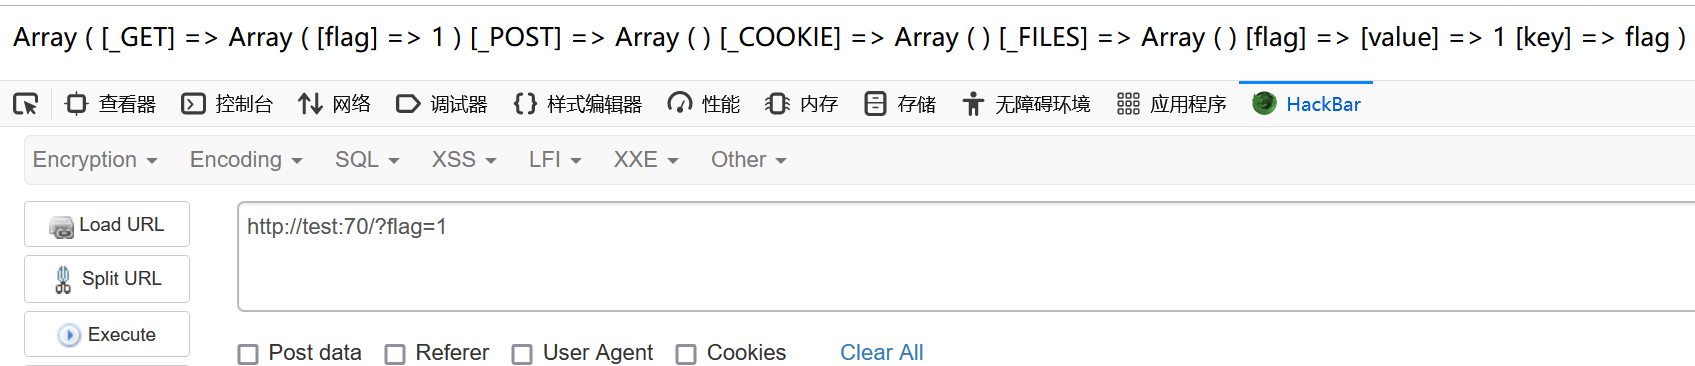 Array ( [_GET] => Array ( [flag] => 1 ) [_POST] => Array ( ) [_COOKIE] => Array ( ) [_FILES] => Array ( ) [flag] => [value] => 1 [key] => flag )
查看器 控制台 网络 调试器 {} 样式编辑器 性能 内存 存储 无障碍环境 应用程序 HackBar
Encryption Encoding SQL XSS LFI XXE Other
Load URL
http://test:70/?flag=1
Split URL
Execute
Post data Referer User Agent Cookies Clear All